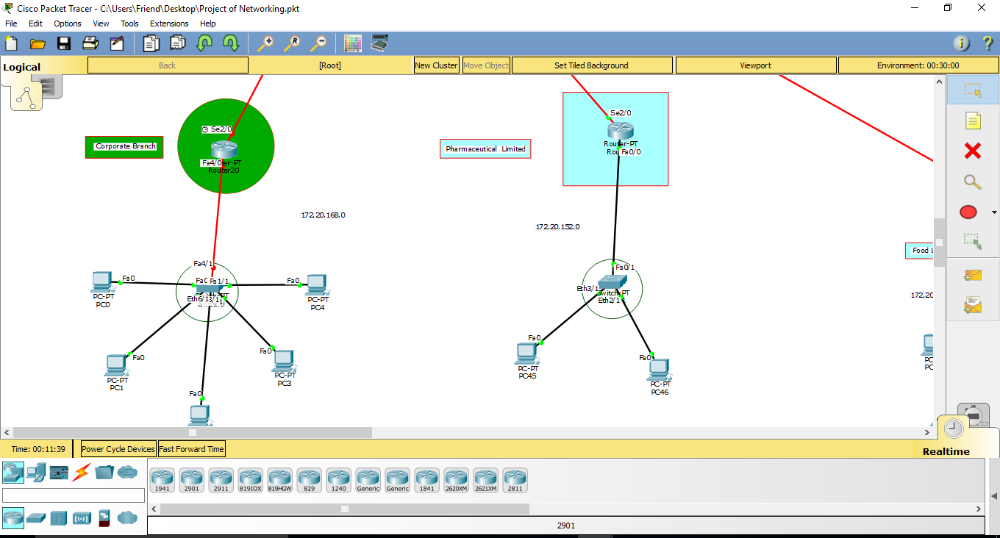 Cisco Packet Tracer - C:\Users\Friend\Desktop\Project of Networking.pkt
File Edit Options View Tools Extensions Help
Logical
Back
[Root]
New Cluster
Move Object
Set Tiled Background
Viewport
Environment: 00:30:00
Se2/0
Corporate Branch
Fa4/0
ter-PT
Router20
172.20.168.0
Fa4/1
Fa0
PC-PT
PC0
Fa1/1
Fa0
PC-PT
PC4
Eth6/1
Fa0
PC-PT
PC1
Fa0
PC-PT
PC3
Fa0
Se2/0
Pharmaceutical Limited
Router-PT
Rou
Fa0/0
172.20.152.0
Fa0/1
Eth3/1
Switch-PT
Eth2/1
Fa0
PC-PT
PC45
Fa0
PC-PT
PC46
Food L
172.20
PC
PC
Time: 00:11:39
Power Cycle Devices
Fast Forward Time
Realtime
1941
2901
2911
819IOX
819HGW
829
1240
Generic
Generic
1841
2620XM
2621XM
2811
2901